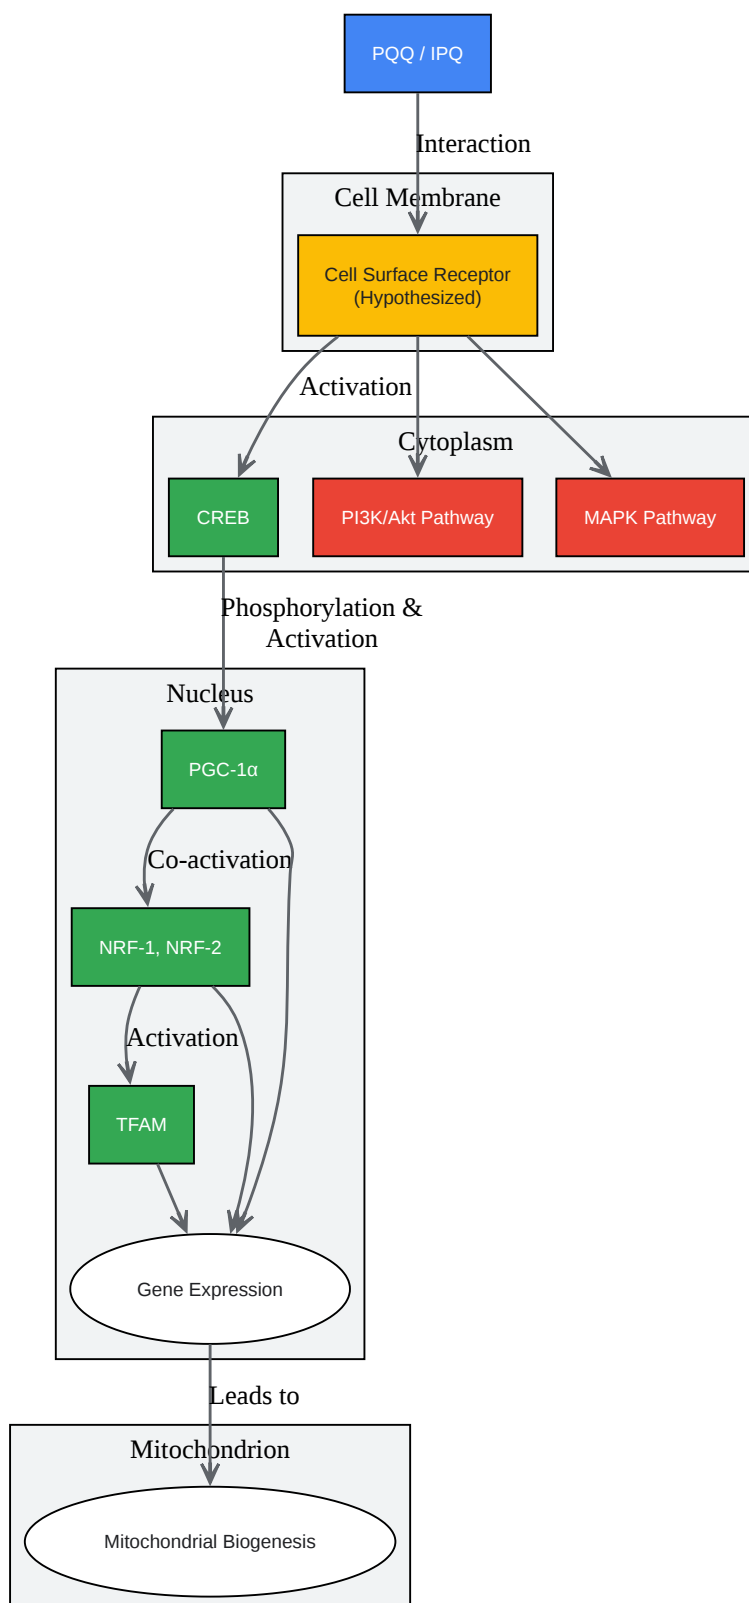 PQQ / IPQ
Interaction
Cell Membrane
Cell Surface Receptor
(Hypothesized)
Activation
Cytoplasm
CREB
PI3K/Akt Pathway
MAPK Pathway
Phosphorylation &
Activation
Nucleus
PGC-1α
Co-activation
NRF-1, NRF-2
Activation
TFAM
Gene Expression
Leads to
Mitochondrion
Mitochondrial Biogenesis